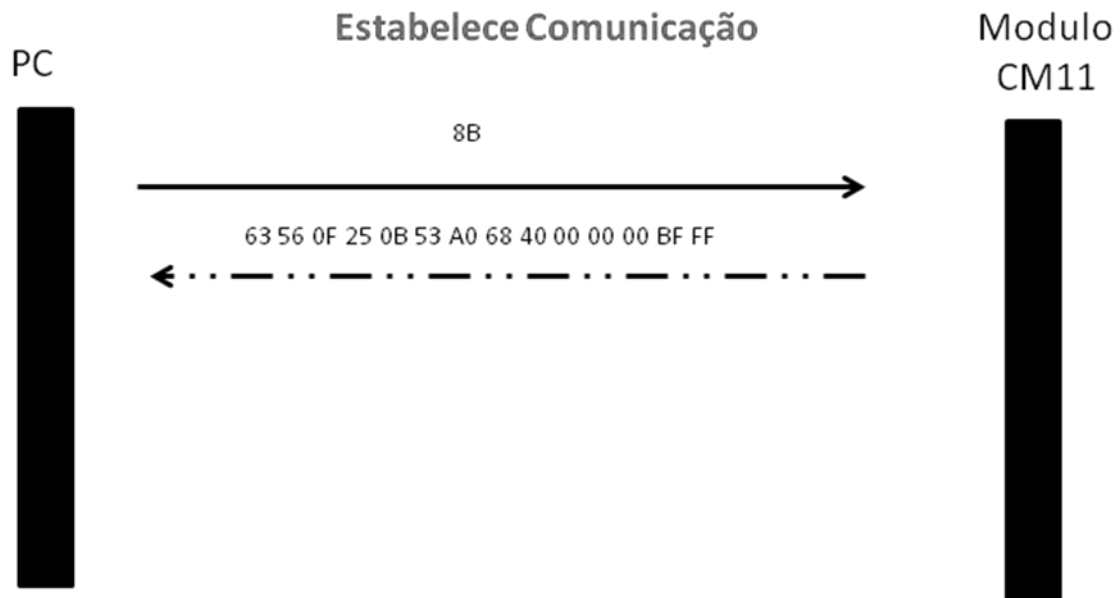 Estabelece Comunicação
PC
Modulo
CM11
8B
63 56 0F 25 0B 53 A0 68 40 00 00 00 BF FF